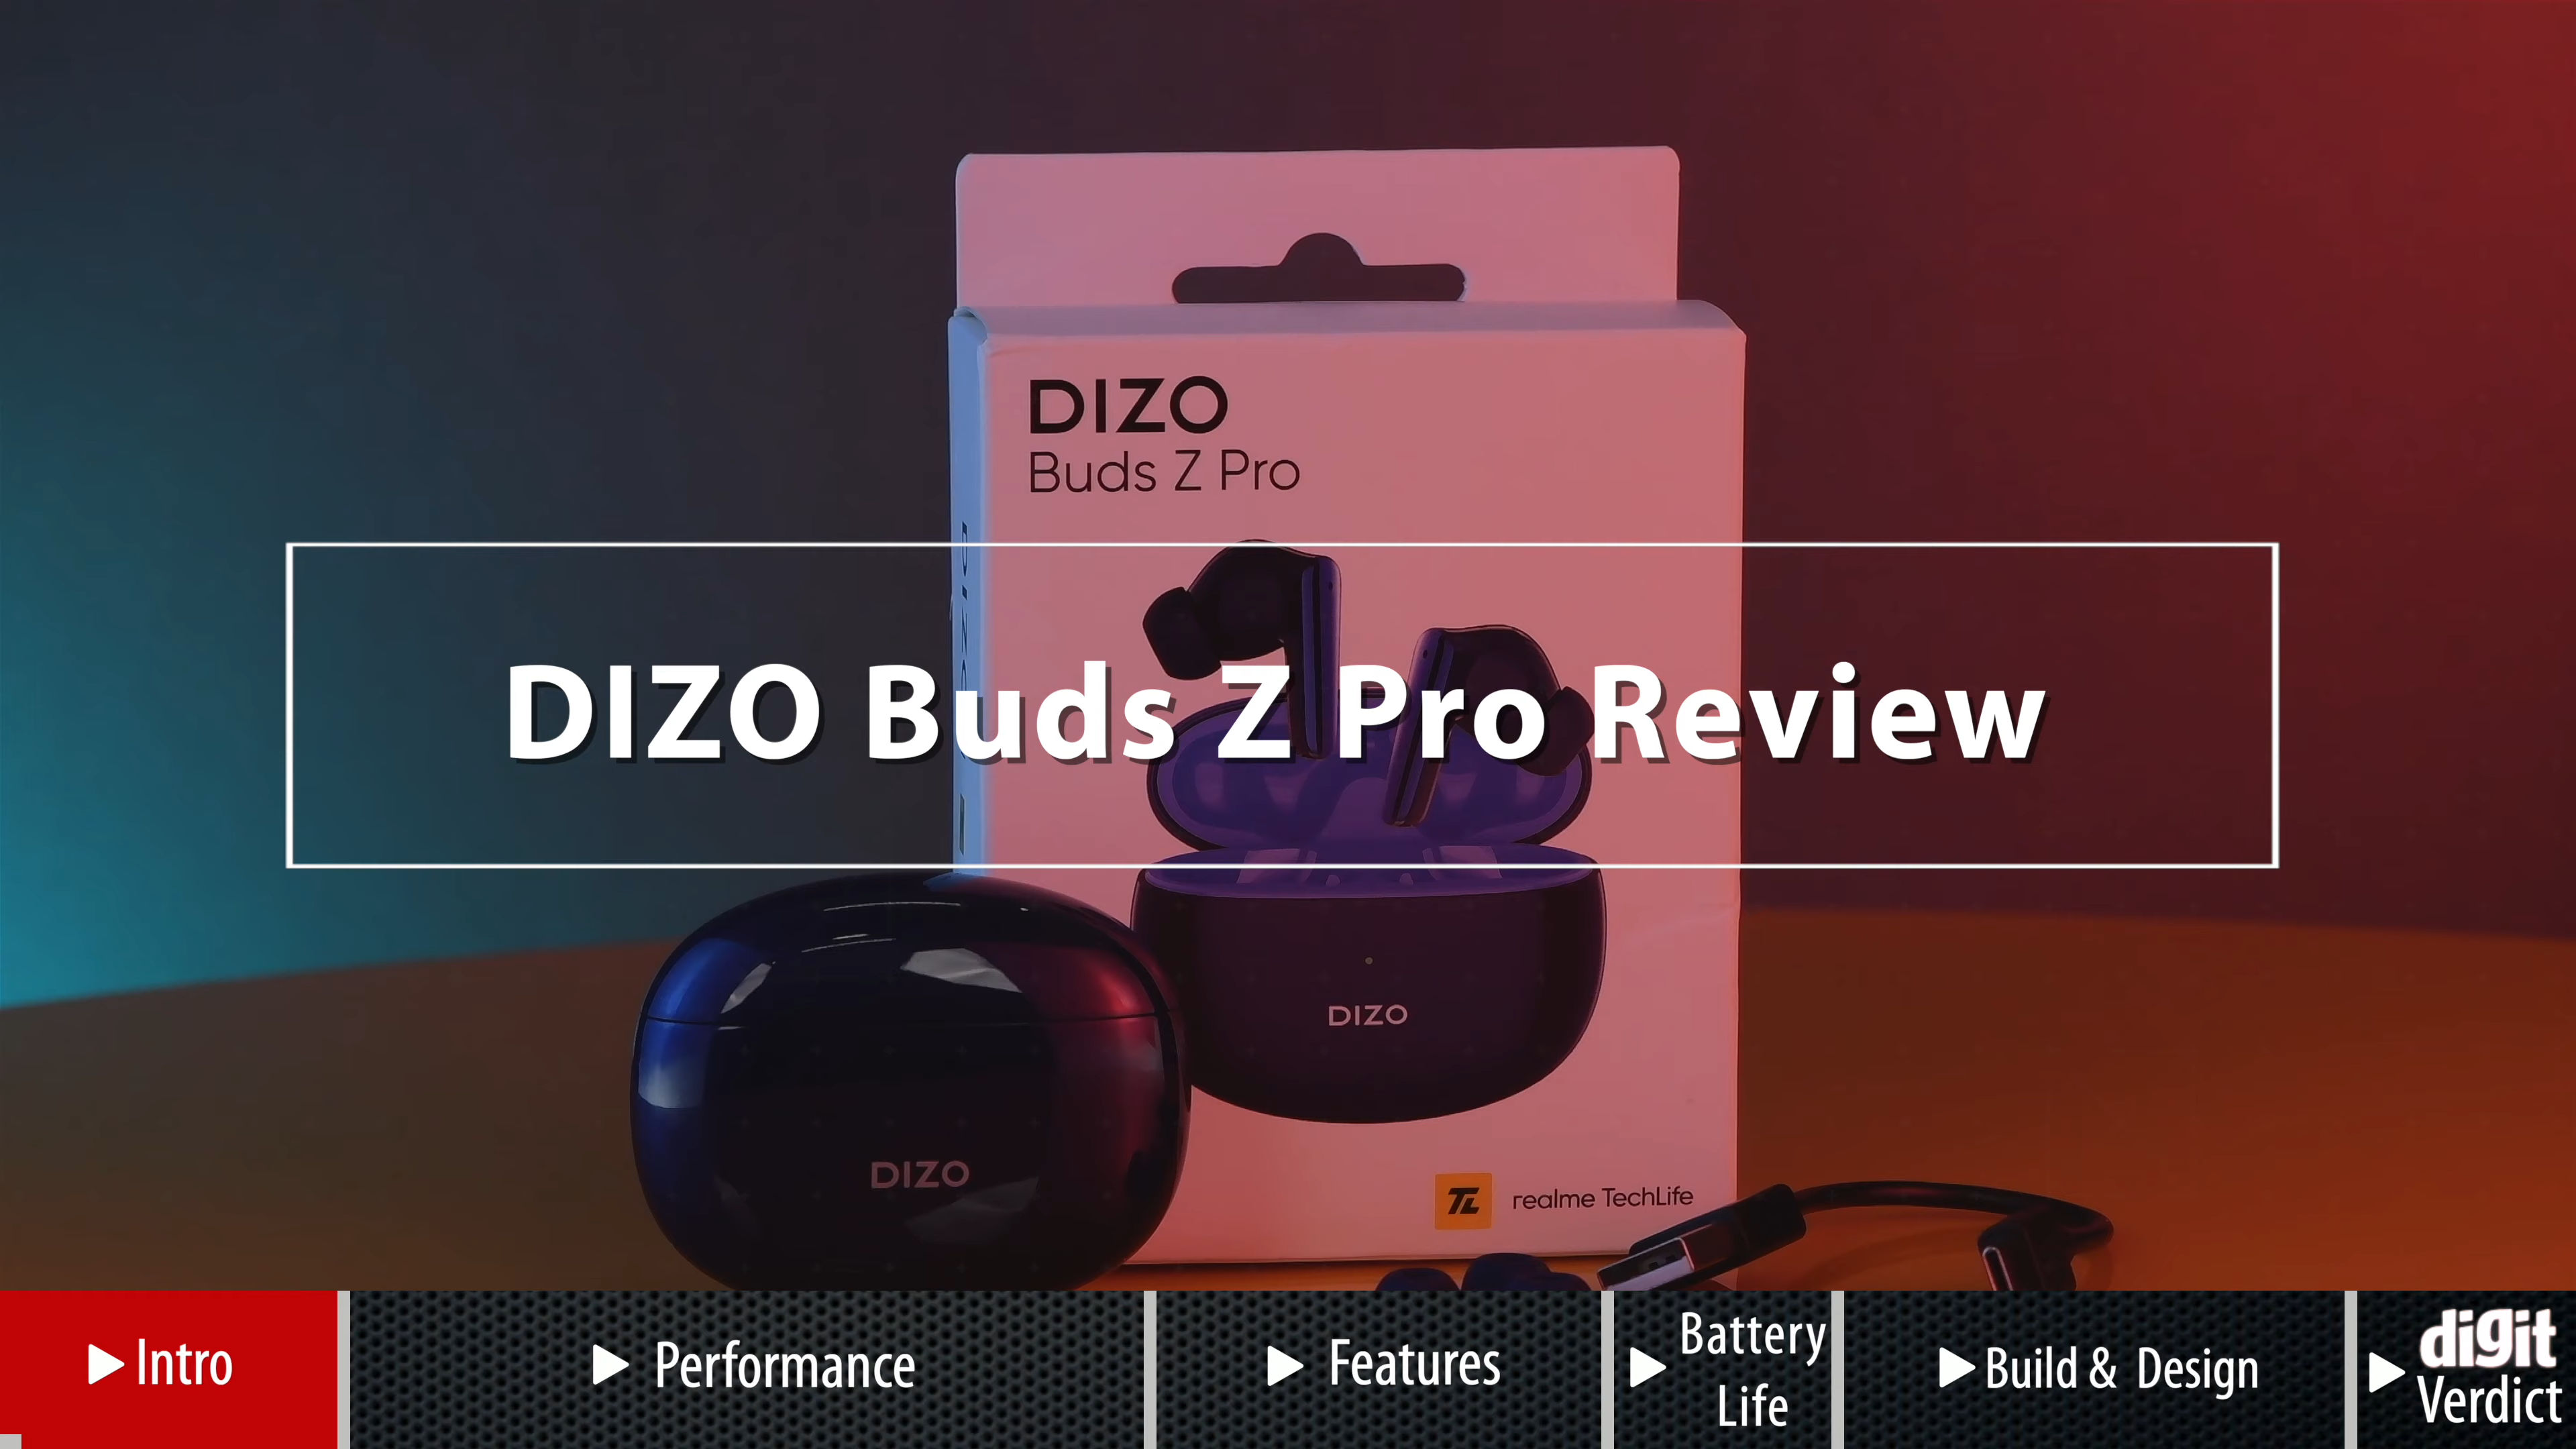 DIZO
Buds Z Pro
DIZO Buds Z Pro Review
DIZO
DIZO
TL realme TechLife
Intro
Performance
Features
Battery
Life
Build & Design
digit
Verdict